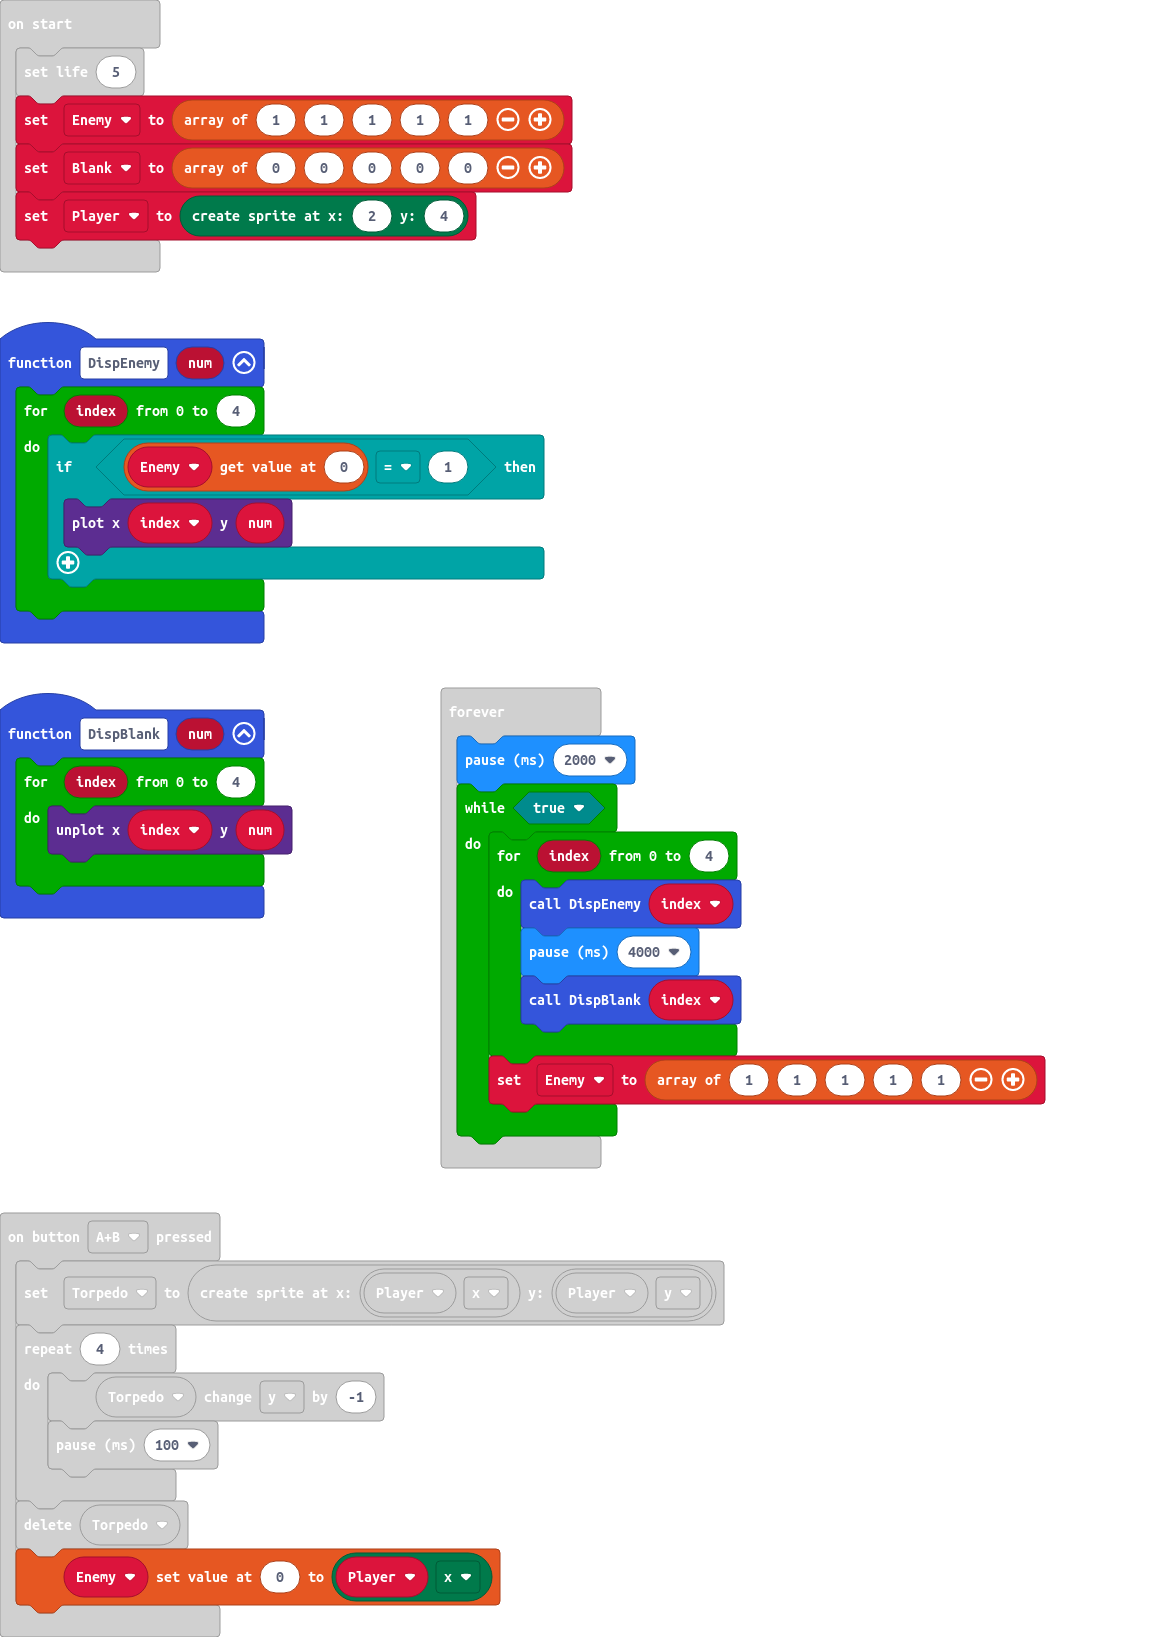 on start
set life 5
set Enemy to array of 1 1 1 1 1
set Blank to array of 0 0 0 0 0
set Player to create sprite at x: 2 y: 4
function DispEnemy num
for index from 0 to 4
do
if Enemy get value at 0 = 1 then
plot x index y num
function DispBlank num
for index from 0 to 4
do
unplot x index y num
forever
pause (ms) 2000
while true
do
for index from 0 to 4
do
call DispEnemy index
pause (ms) 4000
call DispBlank index
set Enemy to array of 1 1 1 1 1
on button A+B pressed
set Torpedo to create sprite at x: Player x y: Player y
repeat 4 times
do
Torpedo change y by -1
pause (ms) 100
delete Torpedo
Enemy set value at 0 to Player x